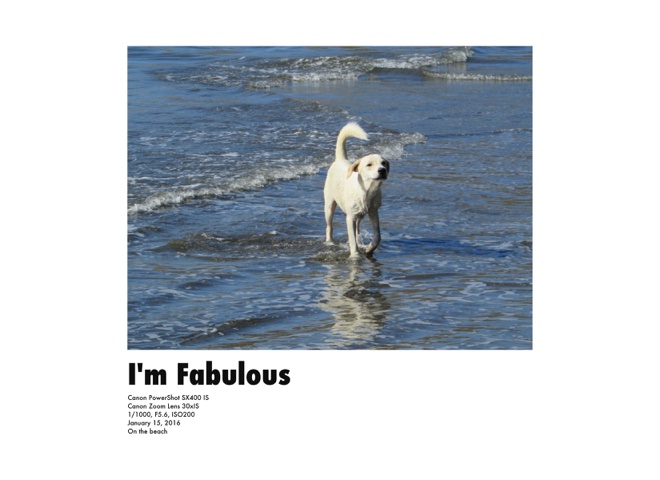 I'm Fabulous
Canon PowerShot SX400 IS
Canon Zoom Lens 30xIS
1/1000, F5.6, ISO200
January 15, 2016
On the beach